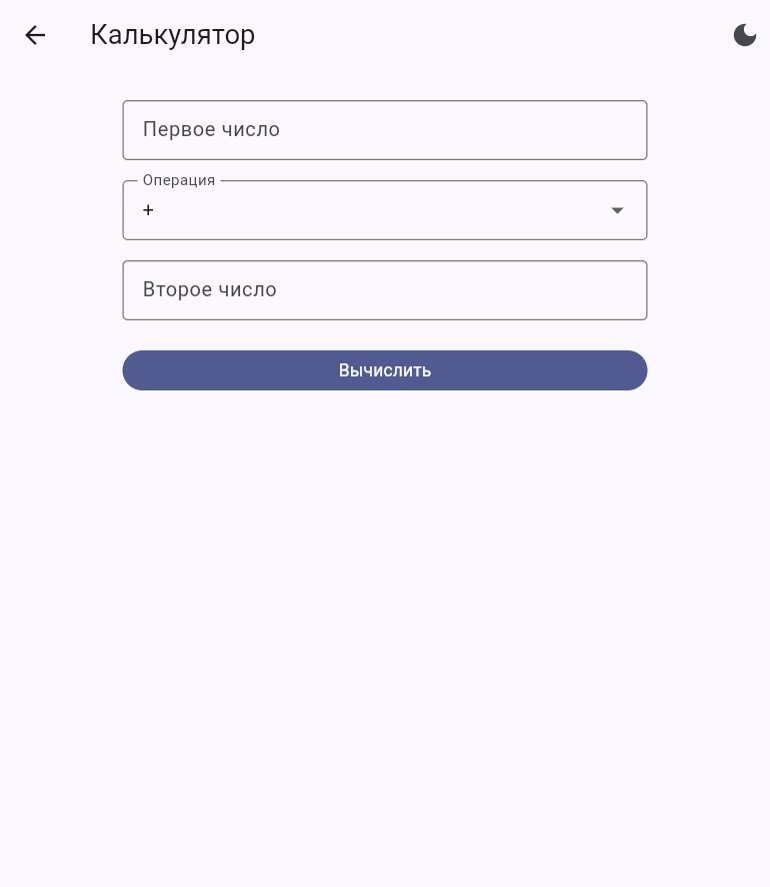 Калькулятор
Первое число
Операция
+
Второе число
Вычислить